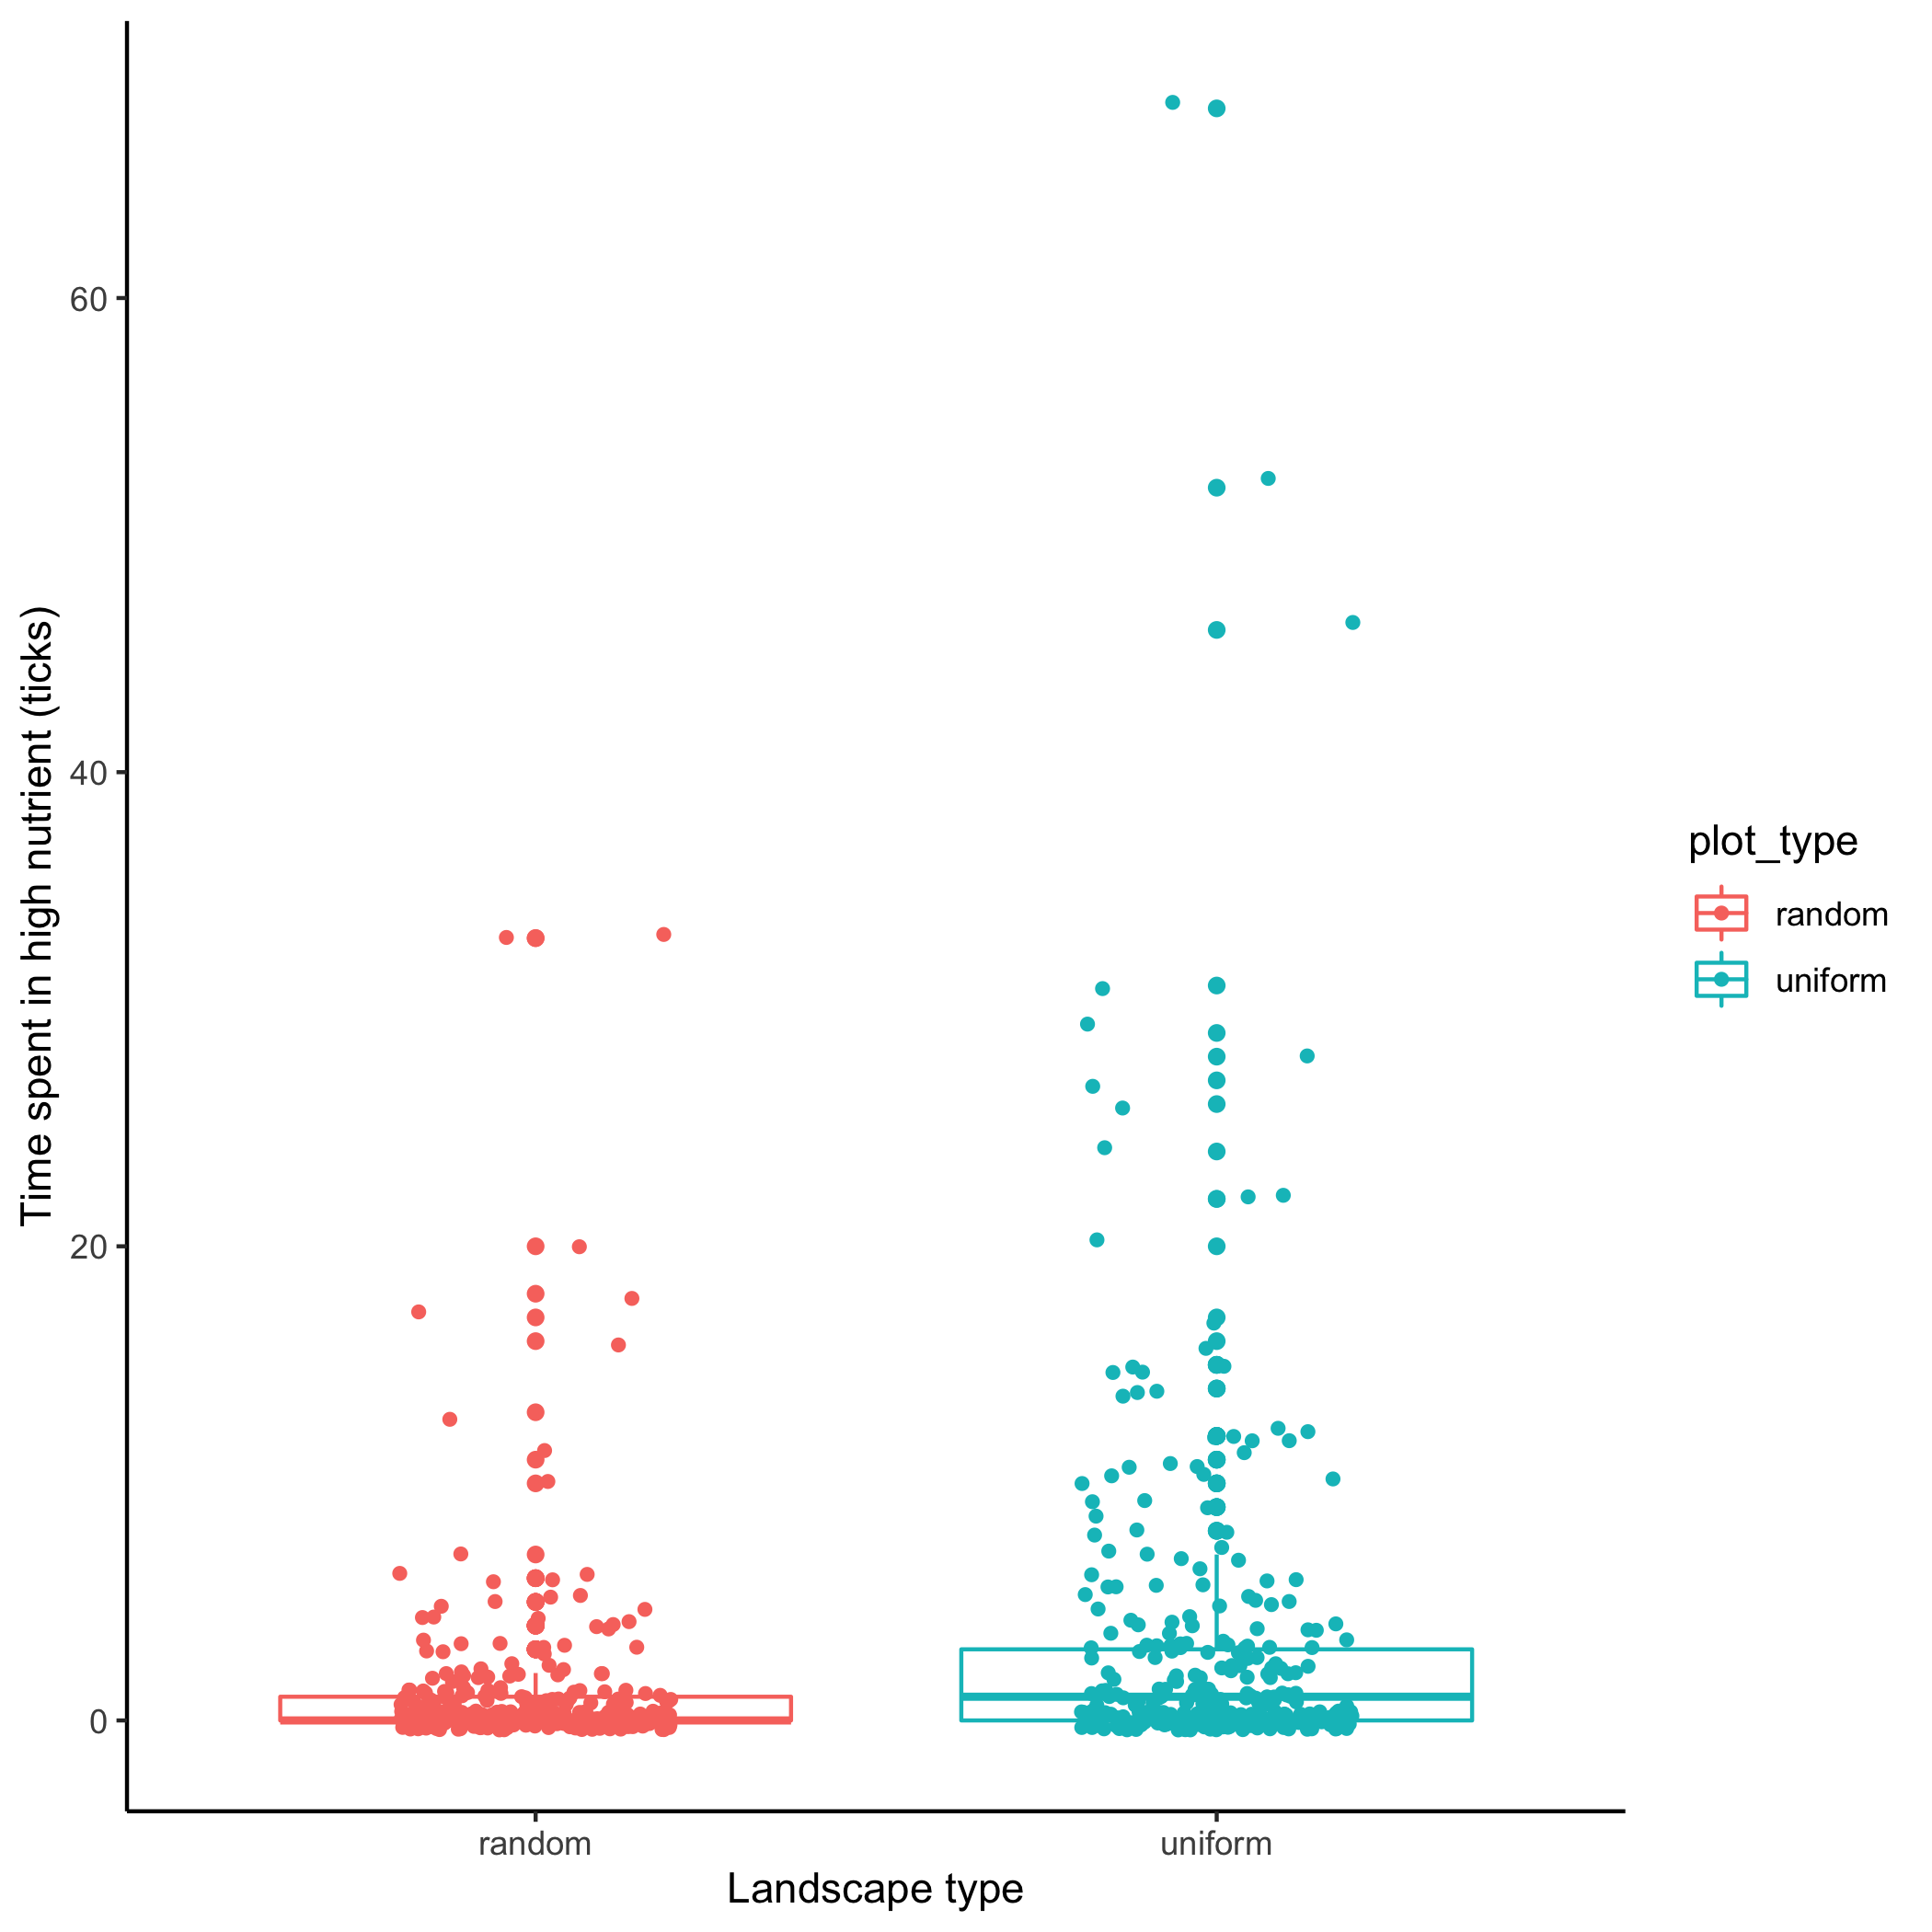 Time spent in high nutrient (ticks)
60
40
20
0
random
uniform
Landscape type
plot_type
random
uniform